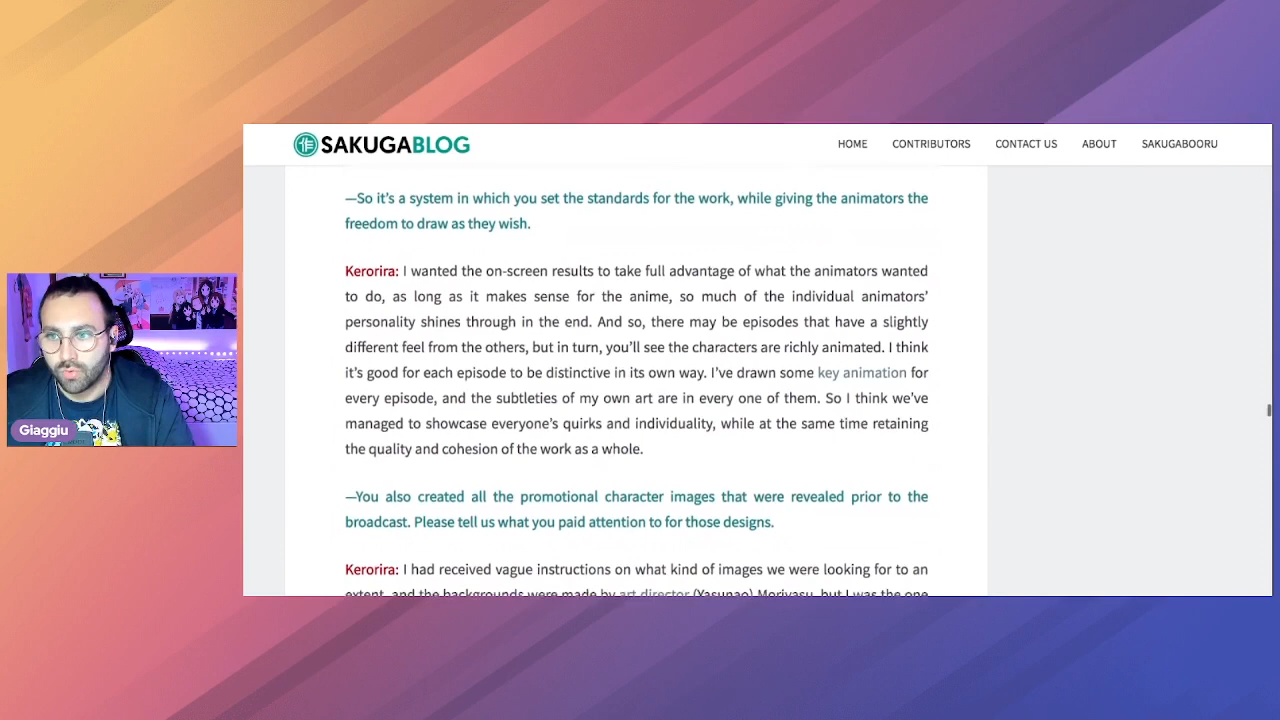 SAKUGABLOG
HOME CONTRIBUTORS CONTACT US ABOUT SAKUGABOORU
—So it's a system in which you set the standards for the work, while giving the animators the
freedom to draw as they wish.
Kerorira: I wanted the on-screen results to take full advantage of what the animators wanted
to do, as long as it makes sense for the anime, so much of the individual animators'
personality shines through in the end. And so, there may be episodes that have a slightly
different feel from the others, but in turn, you'll see the characters are richly animated. I think
it's good for each episode to be distinctive in its own way. I've drawn some key animation for
every episode, and the subtleties of my own art are in every one of them. So I think we've
managed to showcase everyone's quirks and individuality, while at the same time retaining
the quality and cohesion of the work as a whole.
—You also created all the promotional character images that were revealed prior to the
broadcast. Please tell us what you paid attention to for those designs.
Kerorira: I had received vague instructions on what kind of images we were looking for to an
extent, and the backgrounds were made by art director (Yasunao) Moriyasu, but I was the one
Giaggiu